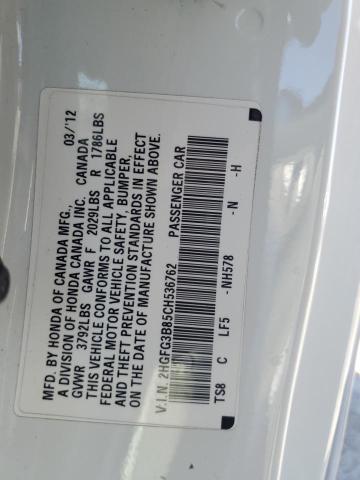 MFD. BY HONDA OF CANADA MFG., 03/'12
A DIVISION OF HONDA CANADA INC. CANADA
GVWR 3792LBS GAWR F 2029LBS R 1786LBS
THIS VEHICLE CONFORMS TO ALL APPLICABLE
FEDERAL MOTOR VEHICLE SAFETY, BUMPER,
AND THEFT PREVENTION STANDARDS IN EFFECT
ON THE DATE OF MANUFACTURE SHOWN ABOVE.
V.I.N. 2HGFG3B85CH536762 PASSENGER CAR
TS8 C LF5 -NH578 -N -H